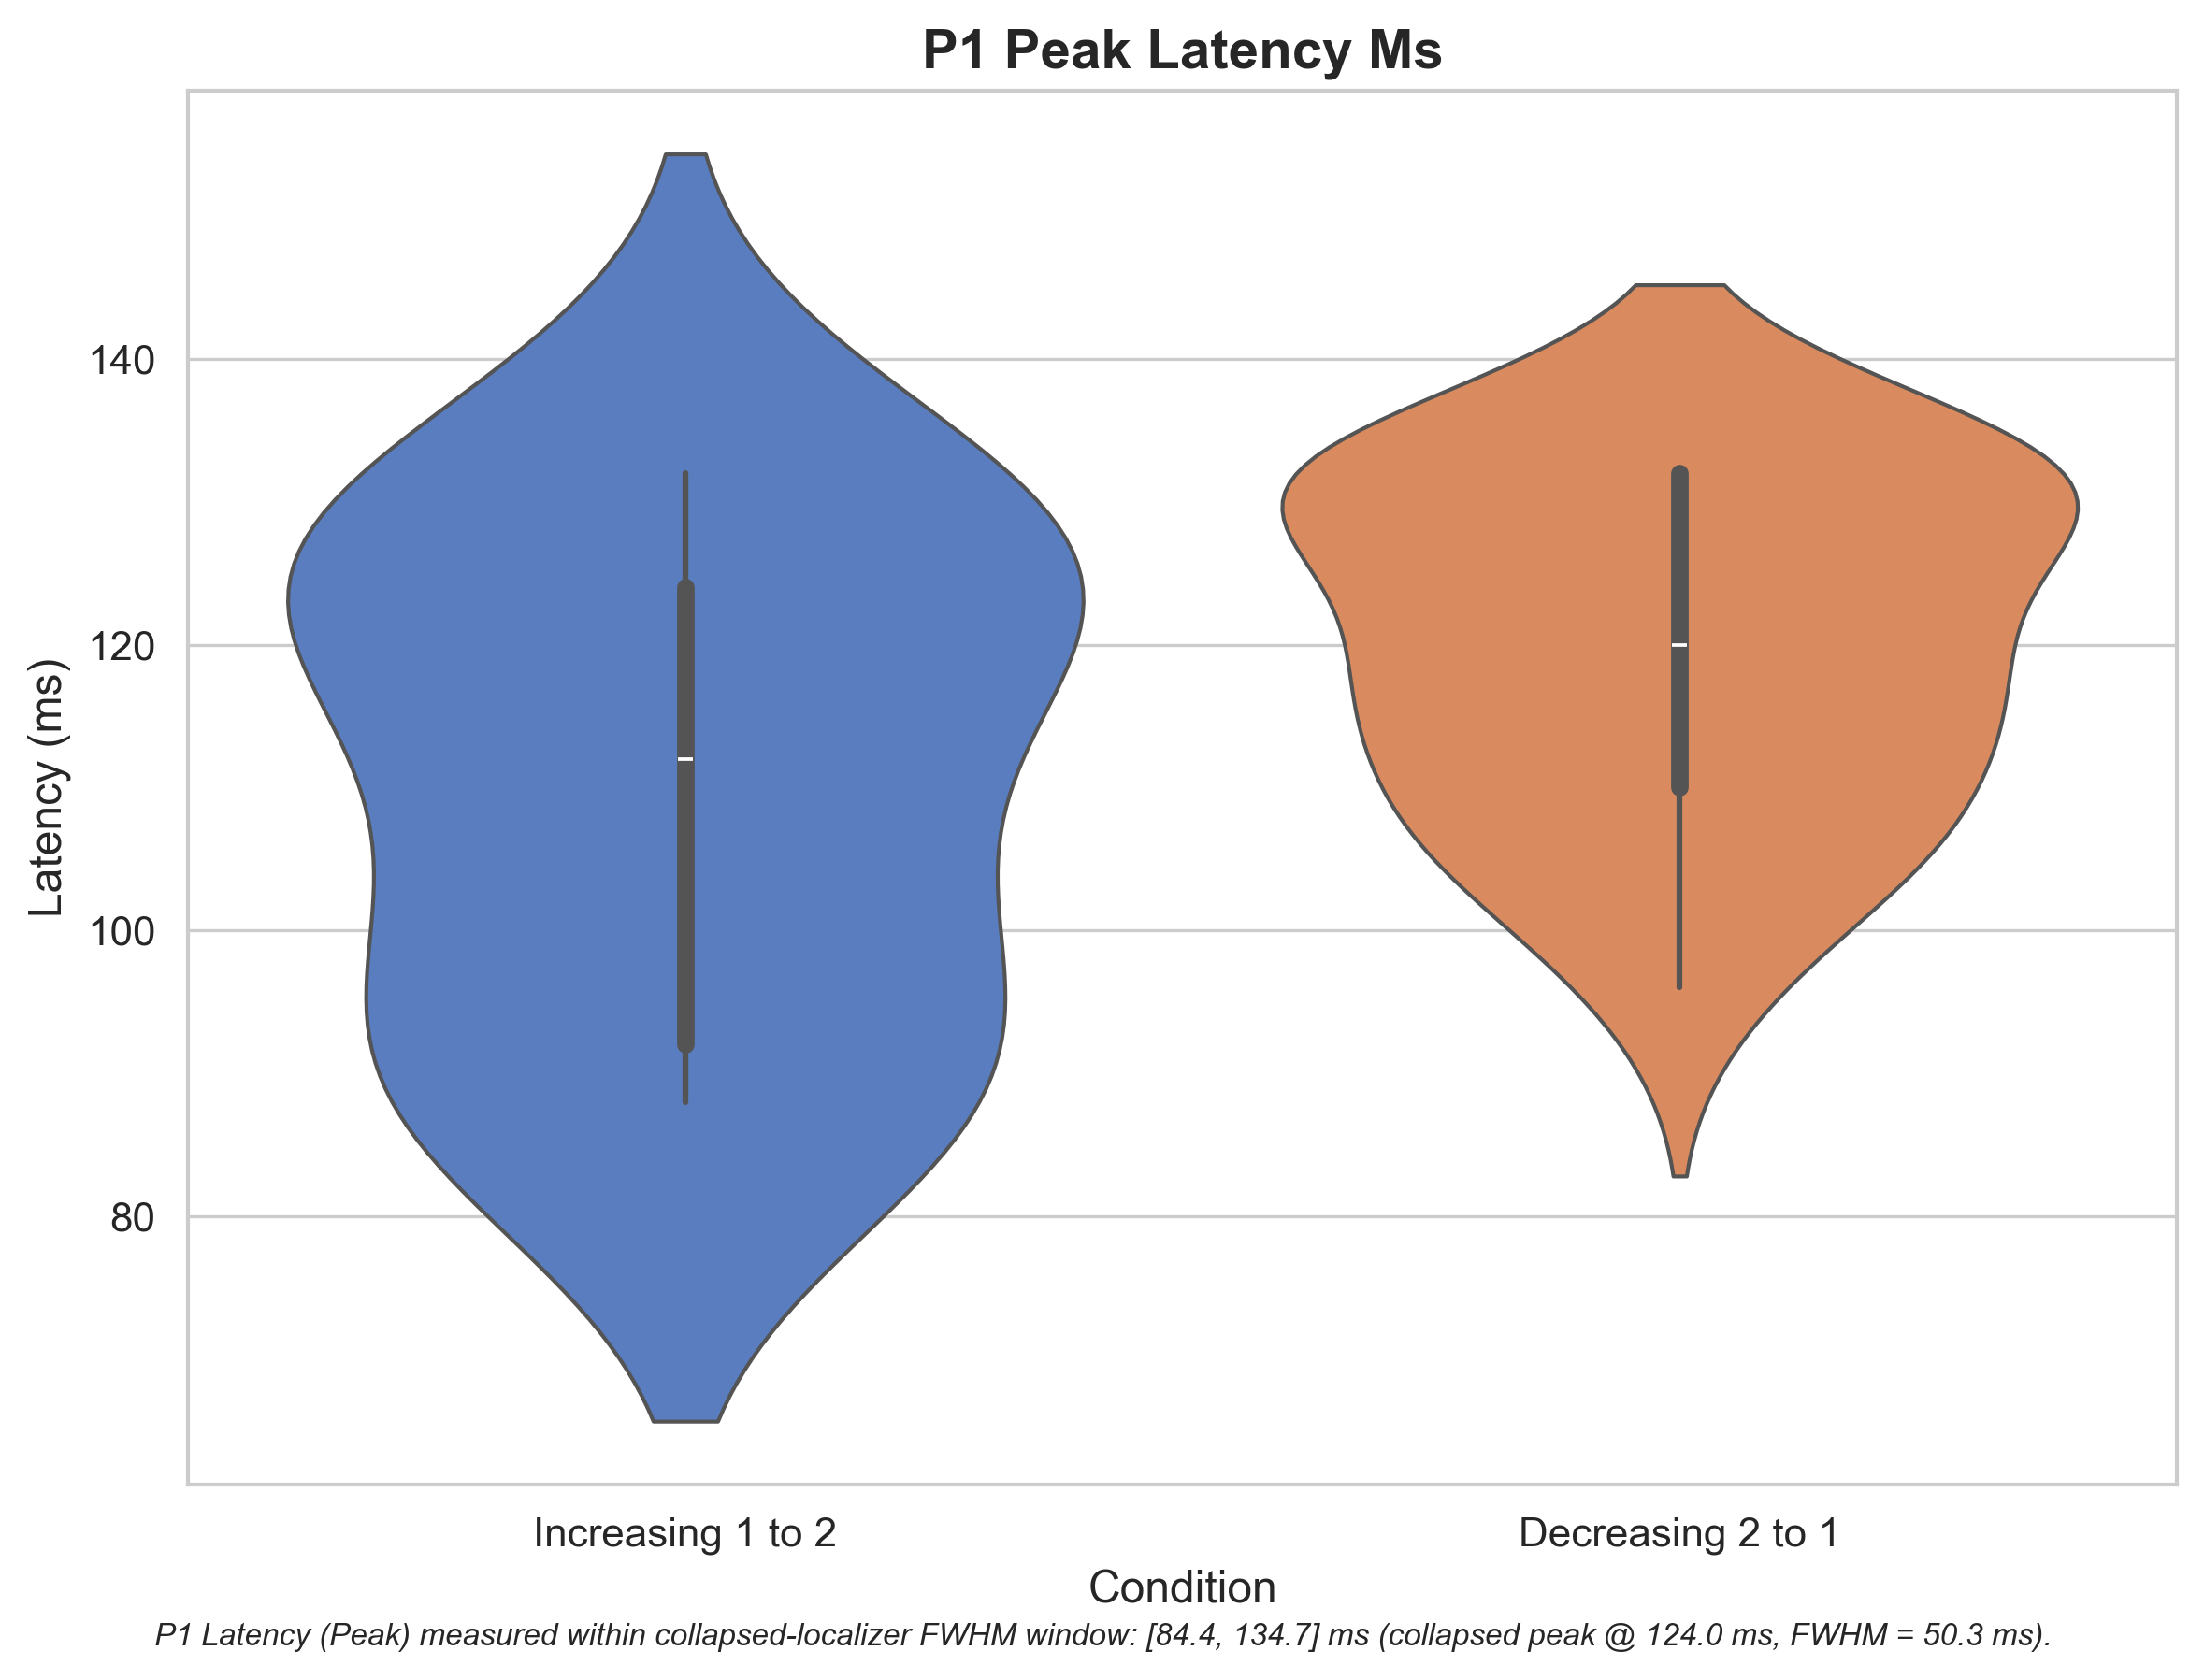 P1 Peak Latency Ms
Latency (ms)
140
120
100
80
Increasing 1 to 2
Decreasing 2 to 1
Condition
P1 Latency (Peak) measured within collapsed-localizer FWHM window: [84.4, 134.7] ms (collapsed peak @ 124.0 ms, FWHM = 50.3 ms).